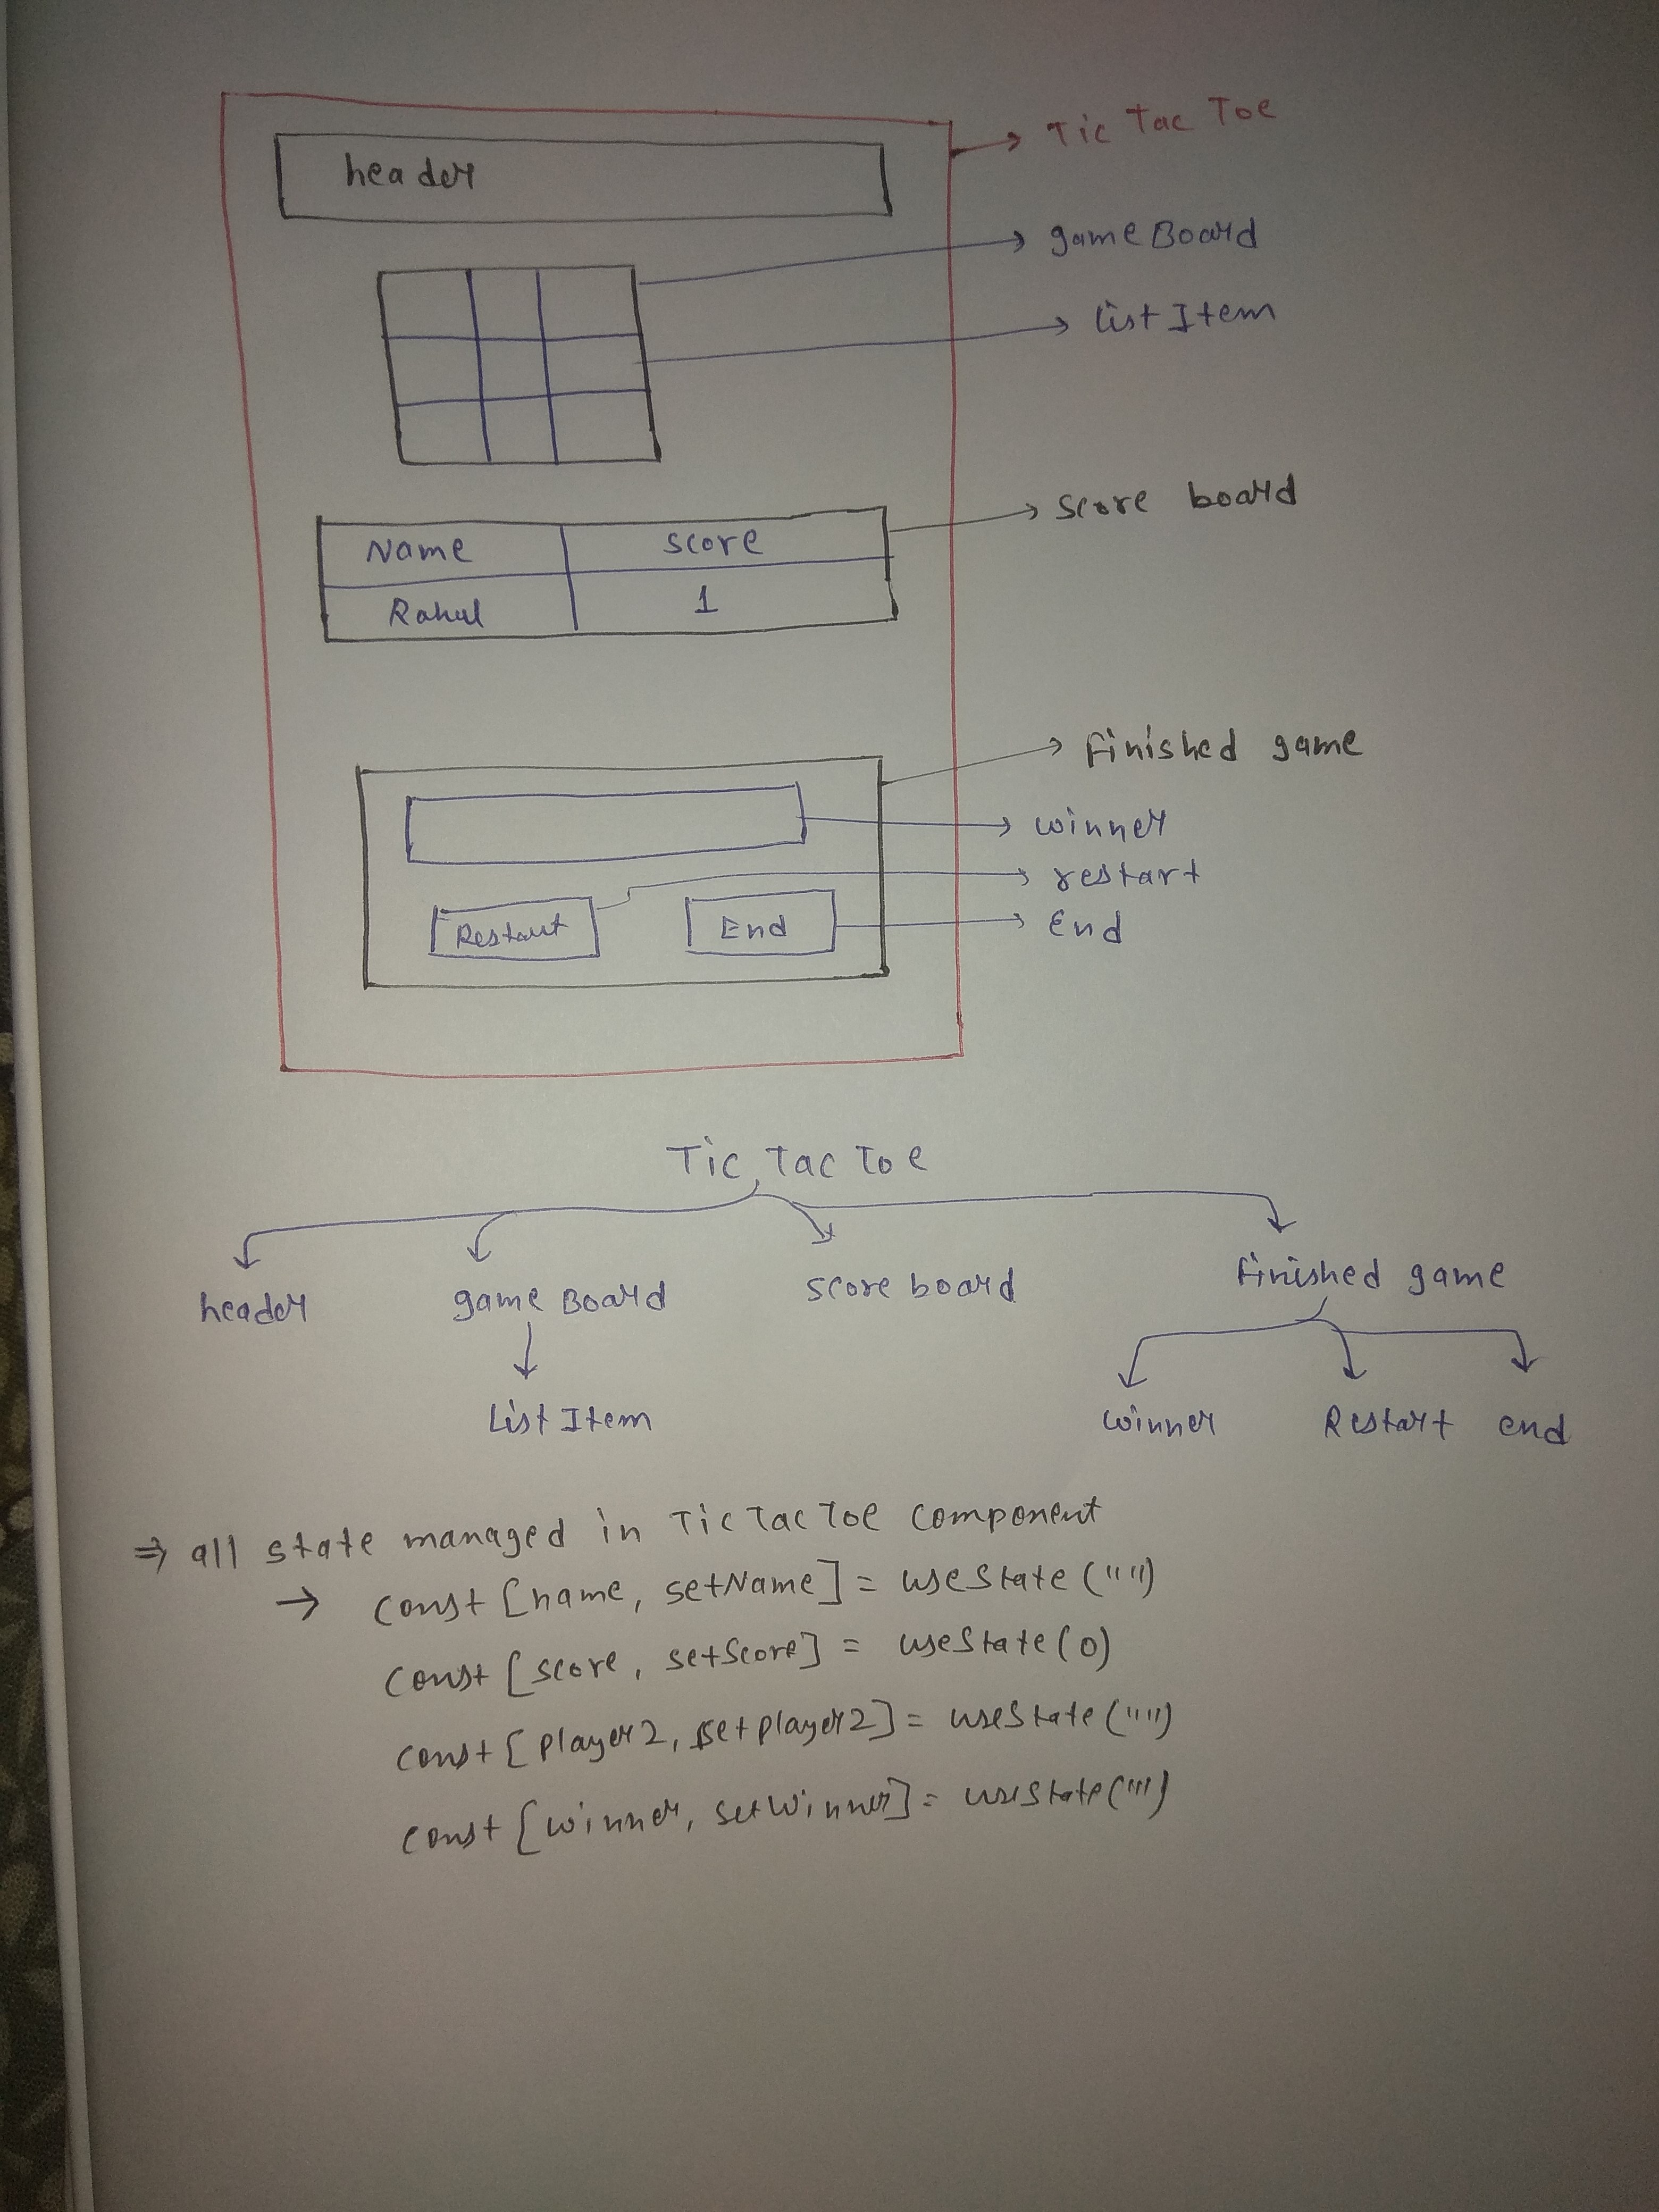 Tic Tac Toe
header
gameBoard
List Item
Score board
Name score
Rahul 1
Finished game
winner
restart
Restart End
End
Tic Tac Toe
header game Board score board finished game
List Item winner Restart end
⇒ all state managed in Tic Tac Toe component
→ const [name, setName] = useState ("")
const [score, setScore] = useState(0)
const [player2, setplayer2] = useState ("")
const [winner, setWinner] = useState("")